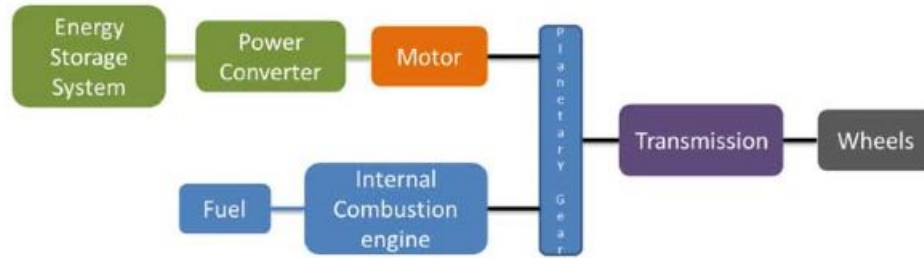 Energy
Storage
System
Power
Converter
Motor
PlanetarY Gear
Transmission
Wheels
Fuel
Internal
Combustion
engine